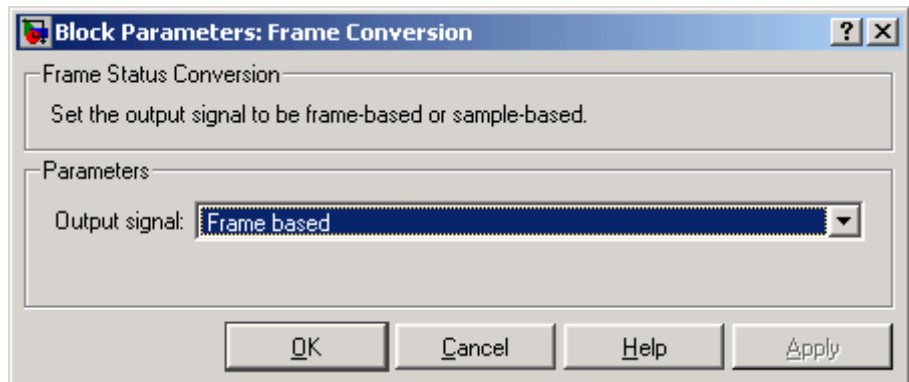 Block Parameters: Frame Conversion
Frame Status Conversion
Set the output signal to be frame-based or sample-based.
Parameters
Output signal: Frame based
OK Cancel Help Apply